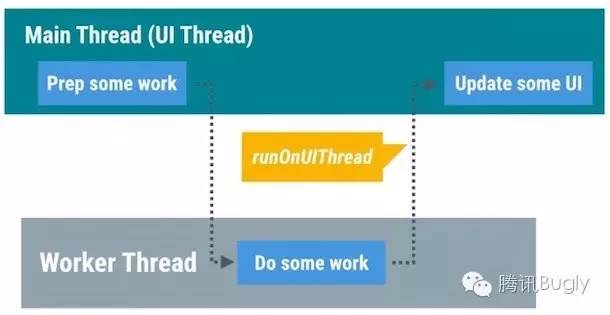 Main Thread (UI Thread)
Prep some work
Update some UI
runOnUIThread
Worker Thread
Do some work
腾讯Bugly